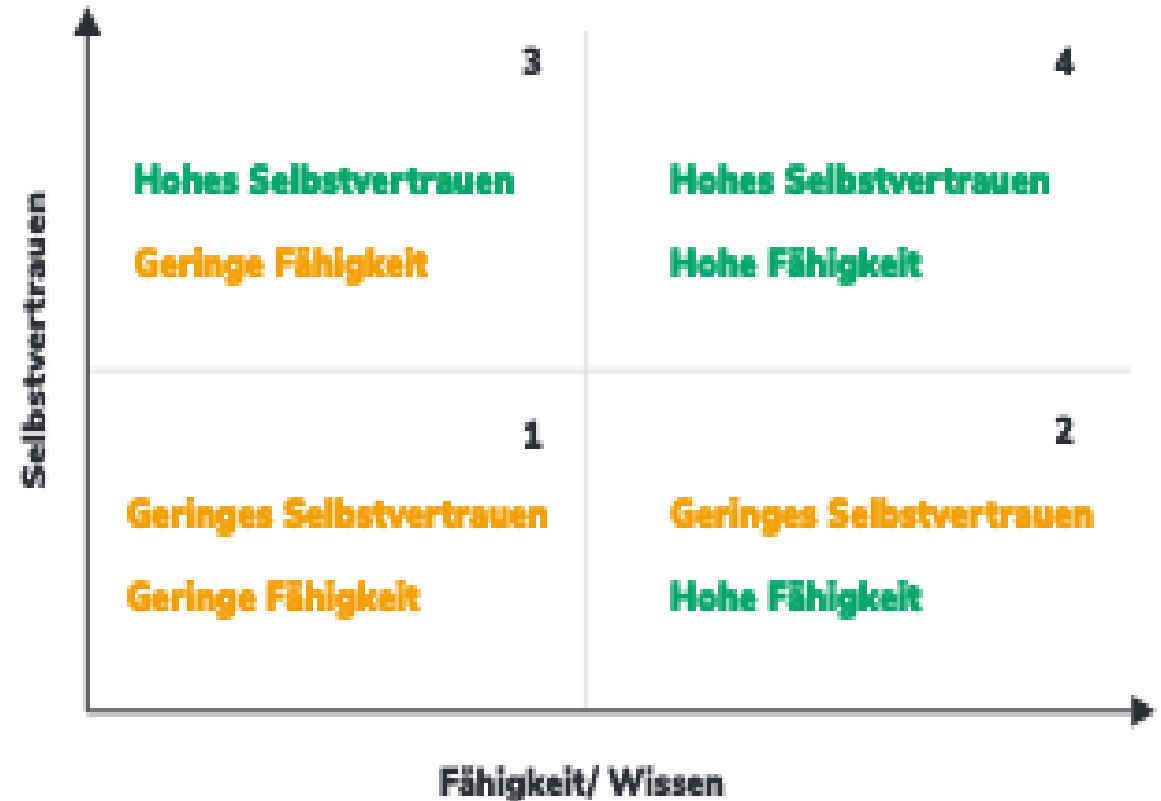 3
4
Hohes Selbstvertrauen
Hohes Selbstvertrauen
Geringe Fähigkeit
Hohe Fähigkeit
Selbstvertrauen
1
2
Geringes Selbstvertrauen
Geringes Selbstvertrauen
Geringe Fähigkeit
Hohe Fähigkeit
Fähigkeit/ Wissen